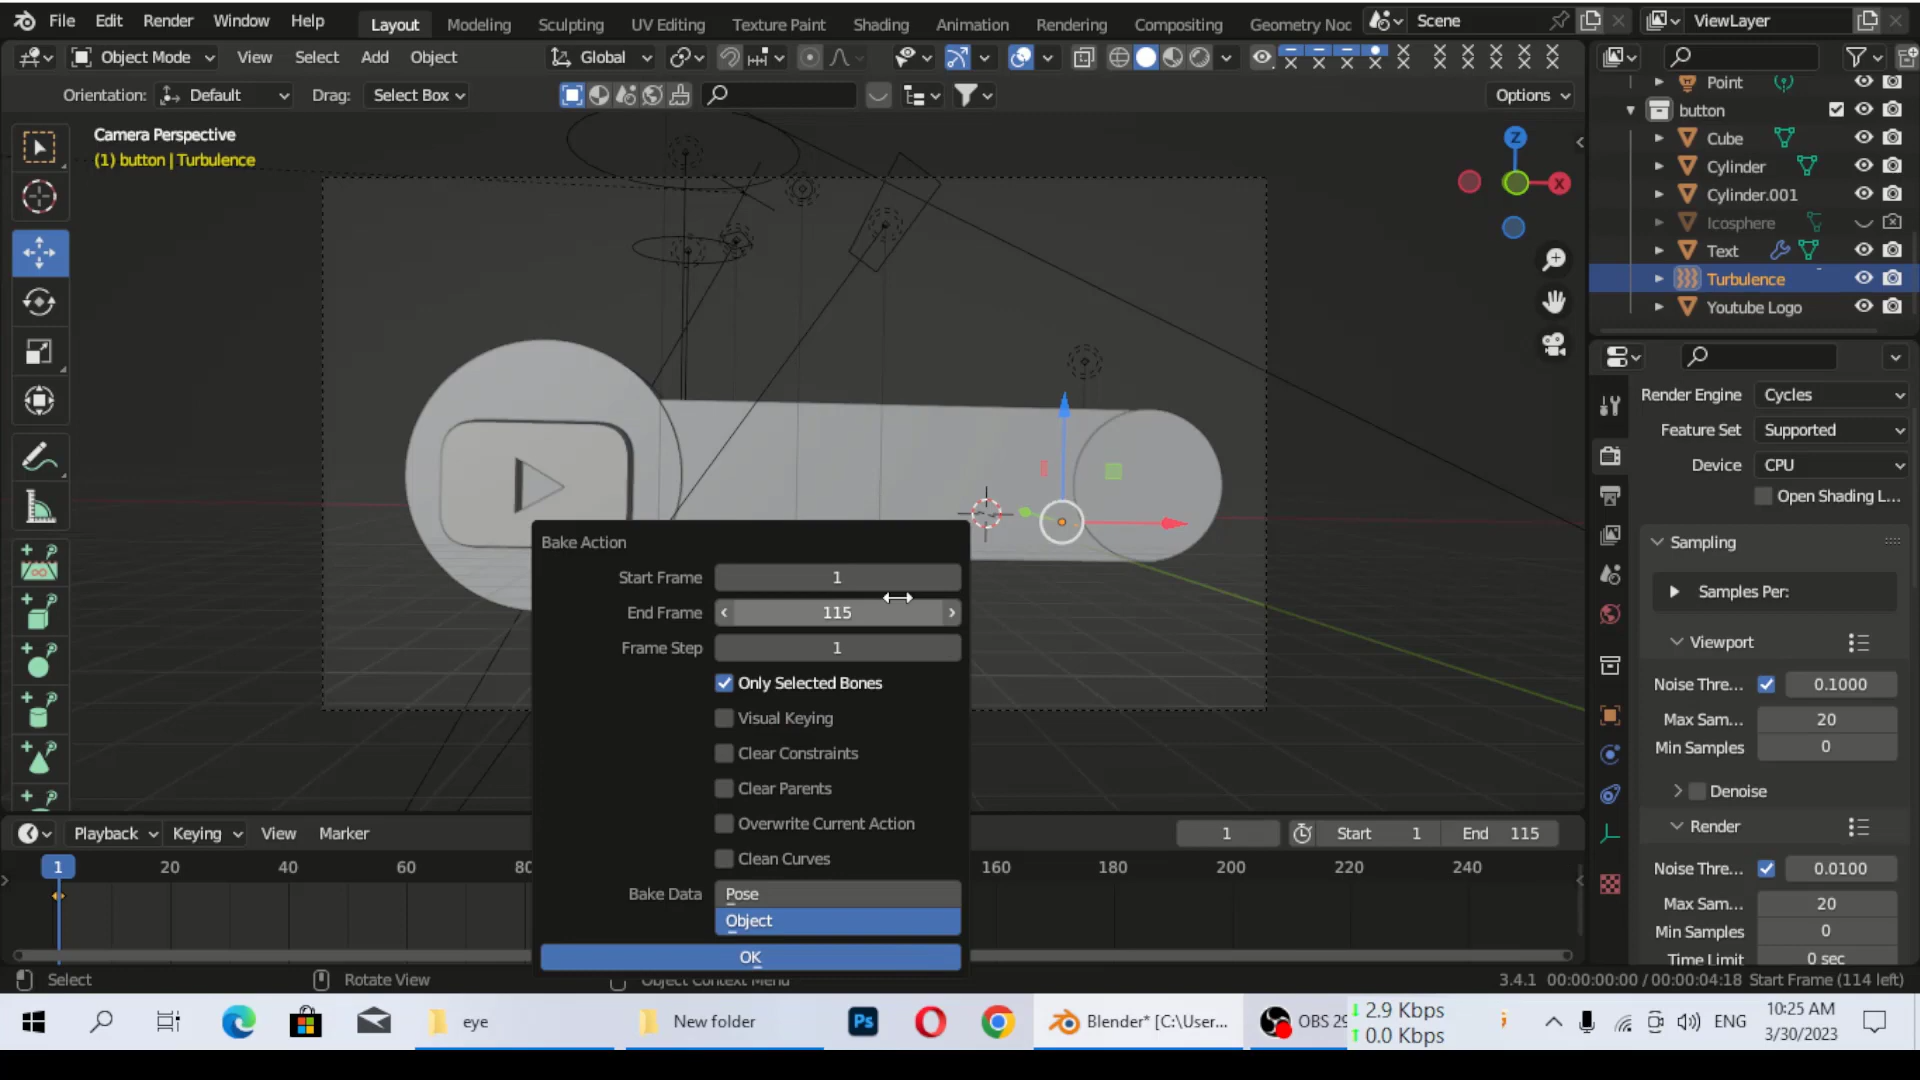 File Edit Render Window Help Layout Modeling Sculpting UV Editing Texture Paint Shading Animation Rendering Compositing Geometry Noc Scene ViewLayer
Object Mode View Select Add Object Global
Orientation: Default Drag: Select Box Options
Camera Perspective
(1) button | Turbulence
Z
X
Point
button
Cube
Cylinder
Cylinder.001
Icosphere
Text
Turbulence
Youtube Logo
Render Engine Cycles
Feature Set Supported
Device CPU
Open Shading L...
Sampling
Samples Per:
Viewport
Noise Thre... 0.1000
Max Sam... 20
Min Samples 0
Denoise
Render
Noise Thre... 0.0100
Max Sam... 20
Min Samples 0
Time Limit 0 sec
Bake Action
Start Frame 1
End Frame 115
Frame Step 1
Only Selected Bones
Visual Keying
Clear Constraints
Clear Parents
Overwrite Current Action
Clean Curves
Bake Data Pose
Object
OK
Playback Keying View Marker 1 Start 1 End 115
1 20 40 60 160 180 200 220 240
Select Rotate View Object Context Menu 3.4.1 00:00:00:00 / 00:00:04:18 Start Frame (114 left)
eye New folder Ps Blender* [C:\User... OBS 29 2.9 Kbps
0.0 Kbps ENG 10:25 AM
3/30/2023